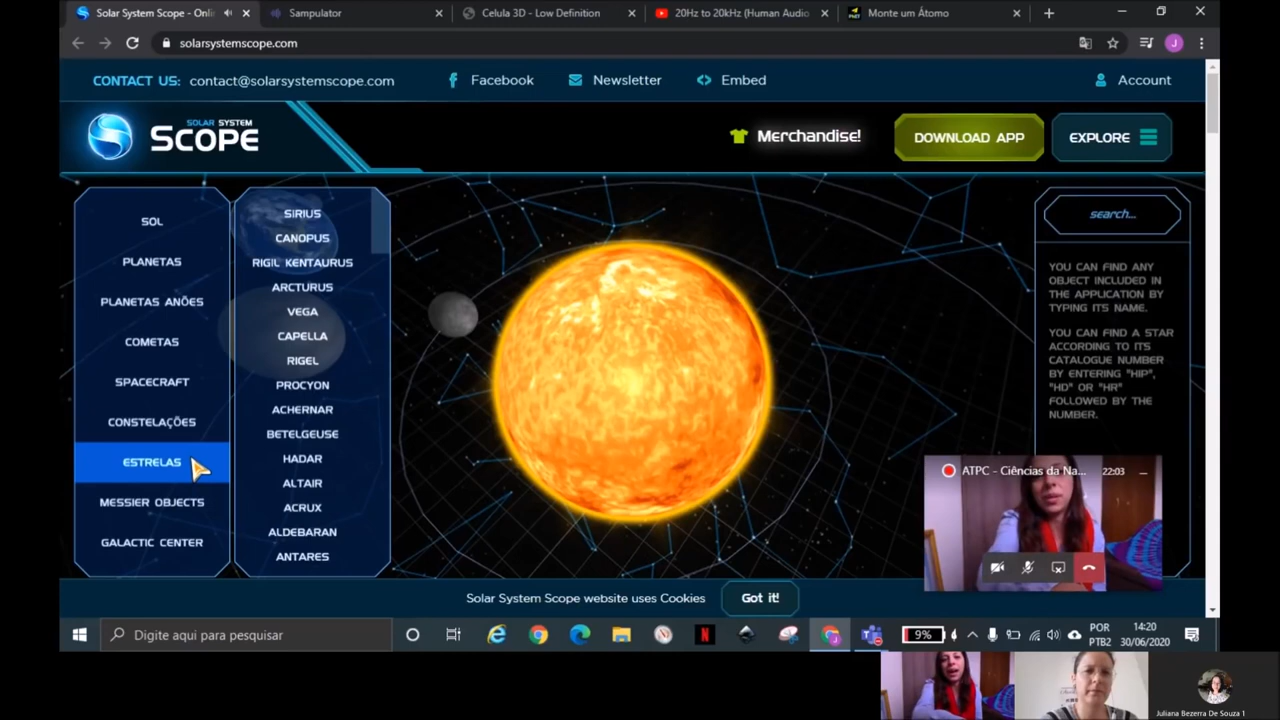 Solar System Scope - Onli
Sampulator
Celula 3D - Low Definition
20Hz to 20kHz (Human Audio
Monte um Átomo
solarsystemscope.com
J
CONTACT US: contact@solarsystemscope.com
Facebook
Newsletter
Embed
Account
SOLAR SYSTEM
SCOPE
Merchandise!
DOWNLOAD APP
EXPLORE
SOL
PLANETAS
PLANETAS ANÕES
COMETAS
SPACECRAFT
CONSTELAÇÕES
ESTRELAS
MESSIER OBJECTS
GALACTIC CENTER
SIRIUS
CANOPUS
RIGIL KENTAURUS
ARCTURUS
VEGA
CAPELLA
RIGEL
PROCYON
ACHERNAR
BETELGEUSE
HADAR
ALTAIR
ACRUX
ALDEBARAN
ANTARES
search...
YOU CAN FIND ANY
OBJECT INCLUDED IN
THE APPLICATION BY
TYPING ITS NAME.
YOU CAN FIND A STAR
ACCORDING TO ITS
CATALOGUE NUMBER
BY ENTERING "HIP",
"HD" OR "HR"
FOLLOWED BY THE
NUMBER.
ATPC - Ciências da Na... 22:03
Solar System Scope website uses Cookies
Got it!
Digite aqui para pesquisar
9%
POR
PTB2
14:20
30/06/2020
Juliana Bezerra De Souza 1